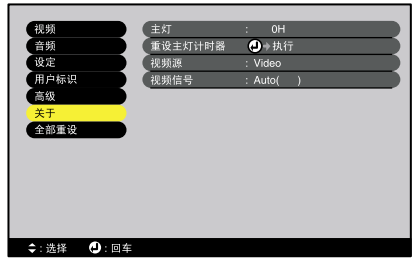 视频
音频
设定
用户标识
高级
关于
全部重设
主灯 : 0H
重设主灯计时器 执行
视频源 : Video
视频信号 : Auto( )
:选择 :回车